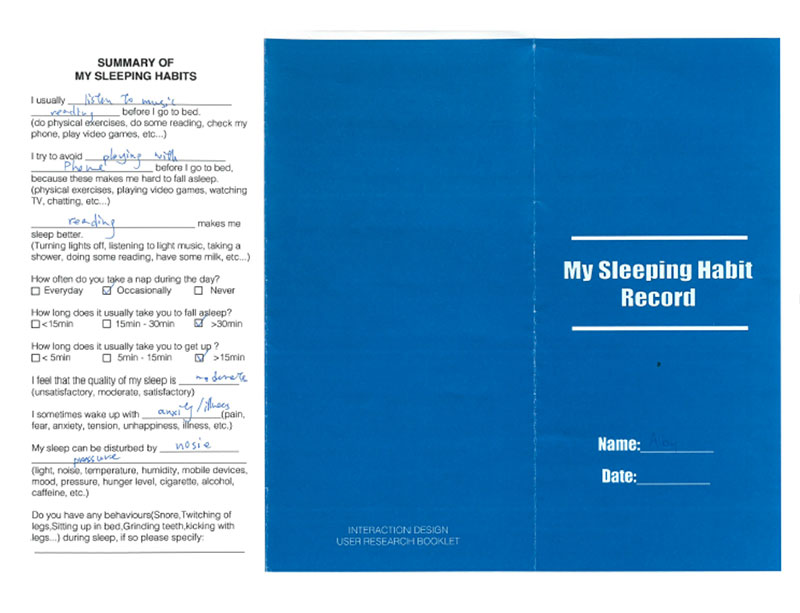 SUMMARY OF
MY SLEEPING HABITS
I usually listen to music
reading before I go to bed.
(do physical exercises, do some reading, check my
phone, play video games, etc...)
I try to avoid playing with
Phone before I go to bed,
because these makes me hard to fall asleep.
(physical exercises, playing video games, watching
TV, chatting, etc...)
reading makes me
sleep better.
(Turning lights off, listening to light music, taking a
shower, doing some reading, have some milk, etc...)
How often do you take a nap during the day?
Everyday Occasionally Never
How long does it usually take you to fall asleep?
<15min 15min - 30min >30min
How long does it usually take you to get up ?
< 5min 5min - 15min >15min
I feel that the quality of my sleep is moderate
(unsatisfactory, moderate, satisfactory)
I sometimes wake up with anxiy/illness (pain,
fear, anxiety, tension, unhappiness, illness, etc.)
My sleep can be disturbed by nosie
pressure
(light, noise, temperature, humidity, mobile devices,
mood, pressure, hunger level, cigarette, alcohol,
caffeine, etc.)
Do you have any behaviours(Snore,Twitching of
legs,Sitting up in bed,Grinding teeth,kicking with
legs...) during sleep, if so please specify:
INTERACTION DESIGN
USER RESEARCH BOOKLET
My Sleeping Habit
Record
Name:
Date: